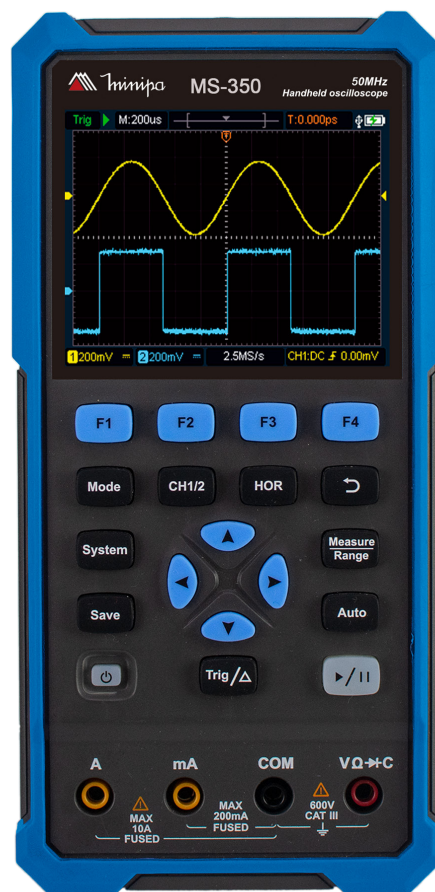 minipa MS-350 50MHz
Handheld oscilloscope
Trig M:200us T:0.000ps
T
1 200mV 2 200mV 2.5MS/s CH1:DC 0.00mV
F1 F2 F3 F4
Mode CH1/2 HOR
System Measure
Range
Save Auto
Trig/△
A mA COM VΩC
MAX
10A
FUSED
MAX
200mA
FUSED
600V
CAT III